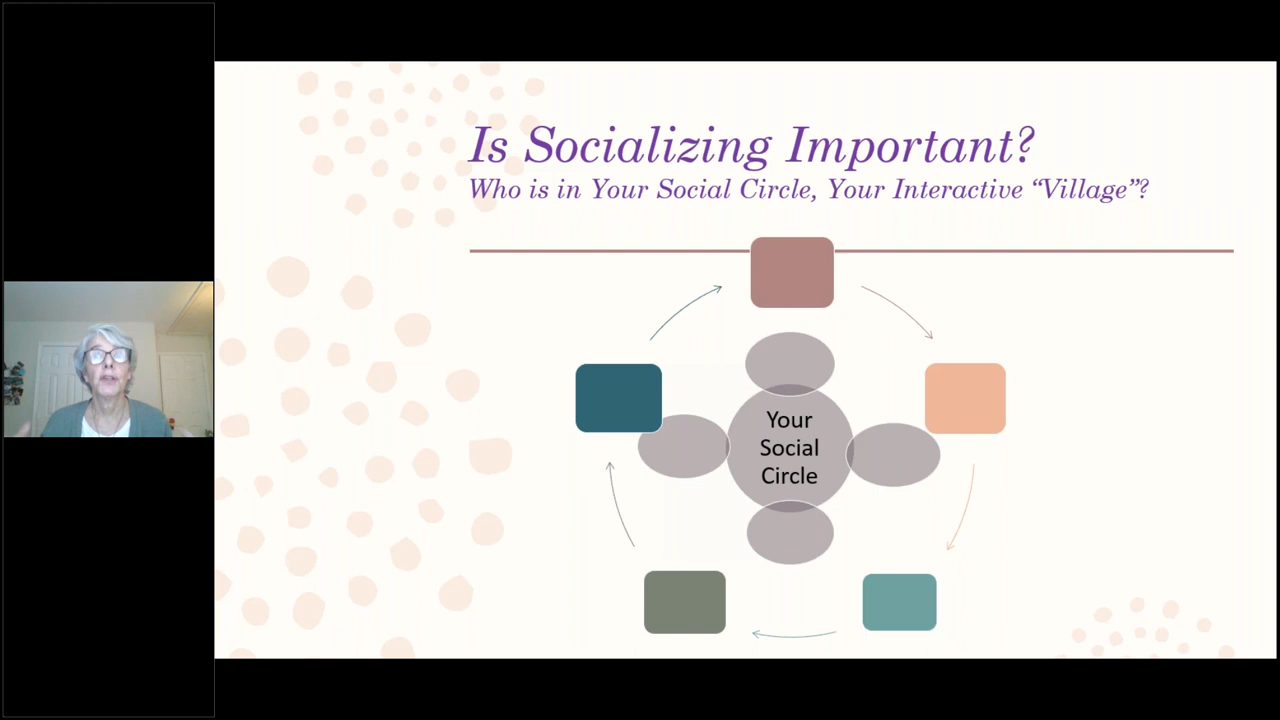 Is Socializing Important?
Who is in Your Social Circle, Your Interactive “Village”?
Your
Social
Circle